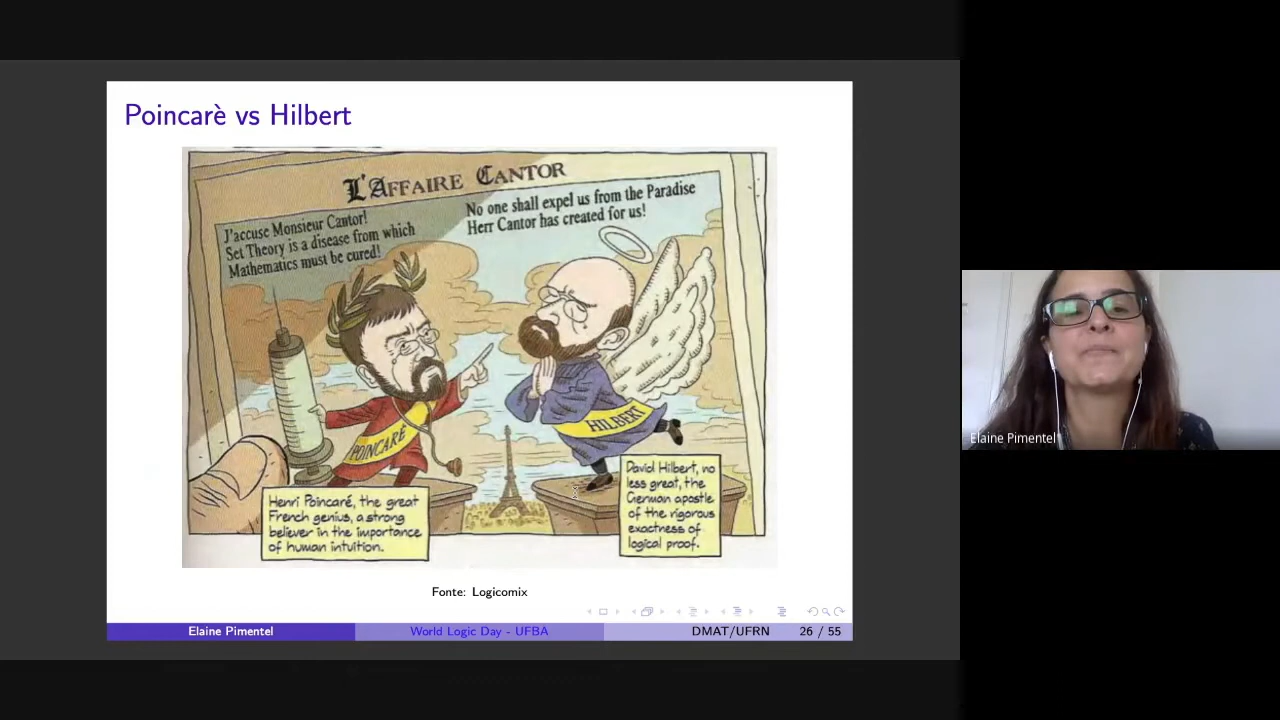 Poincarè vs Hilbert
L'AFFAIRE CANTOR
J'accuse Monsieur Cantor!
Set Theory is a disease from which
Mathematics must be cured!
No one shall expel us from the Paradise
Herr Cantor has created for us!
POINCARÉ
HILBERT
Henri Poincaré, the great
French genius, a strong
believer in the importance
of human intuition.
David Hilbert, no
less great, the
German apostle
of the rigorous
exactness of
logical proof.
Fonte: Logicomix
Elaine Pimentel
World Logic Day - UFBA
DMAT/UFRN
26 / 55
Elaine Pimentel